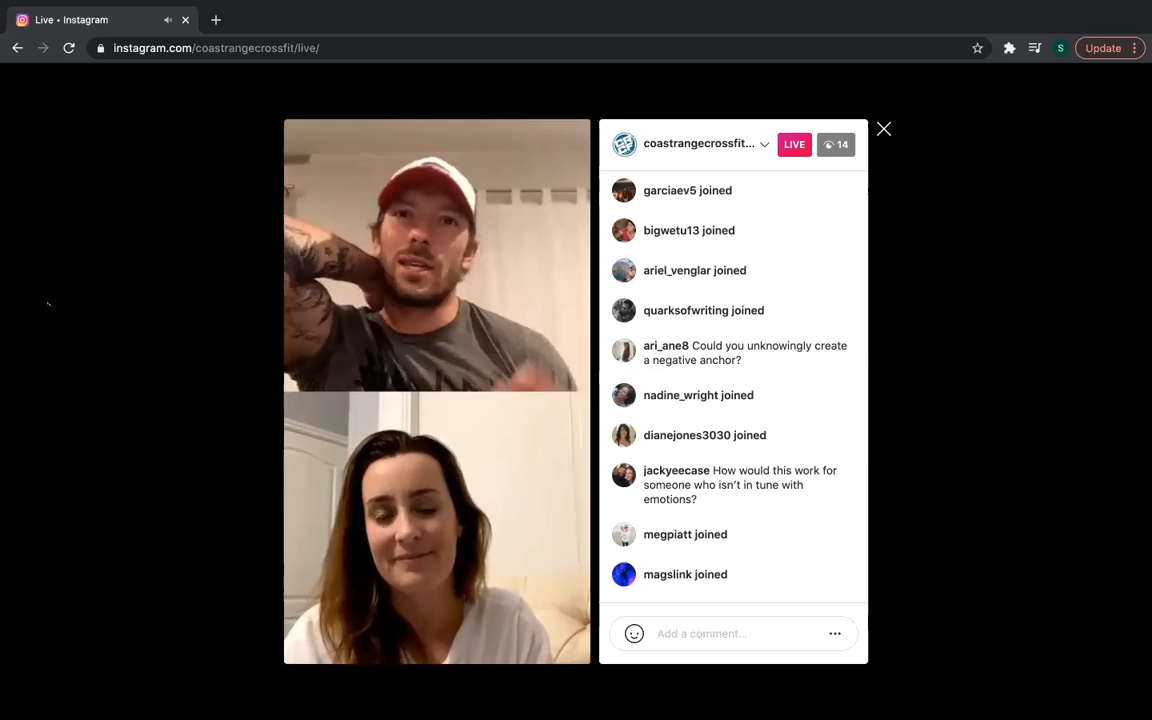 Live • Instagram
instagram.com/coastrangecrossfit/live/
S
Update
coastrangecrossfit...
LIVE
14
garciaev5 joined
bigwetu13 joined
ariel_venglar joined
quarksofwriting joined
ari_ane8 Could you unknowingly create
a negative anchor?
nadine_wright joined
dianejones3030 joined
jackyeecase How would this work for
someone who isn't in tune with
emotions?
megpiatt joined
magslink joined
Add a comment...